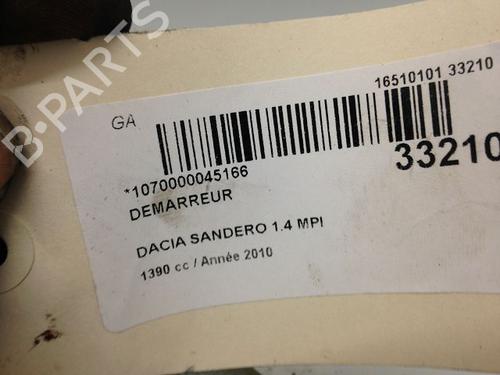 B-PARTS
16510101 33210
GA
33210
*1070000045166
DEMARREUR
DACIA SANDERO 1.4 MPI
1390 cc / Année 2010